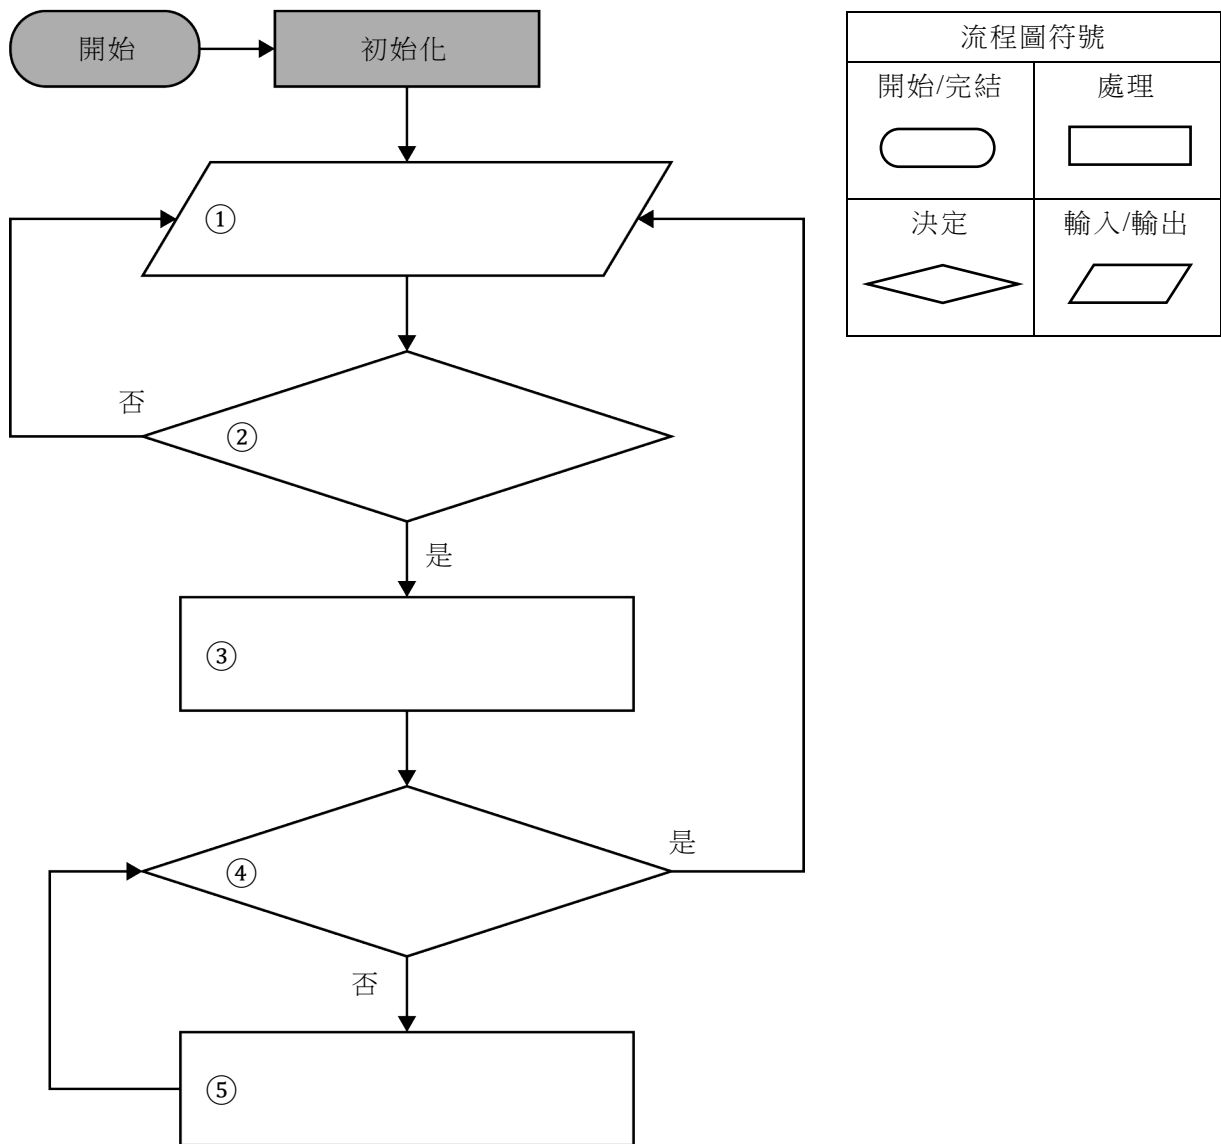 開始
初始化
流程圖符號
開始/完結
處理
決定
輸入/輸出
①
②
否
是
③
④
是
否
⑤